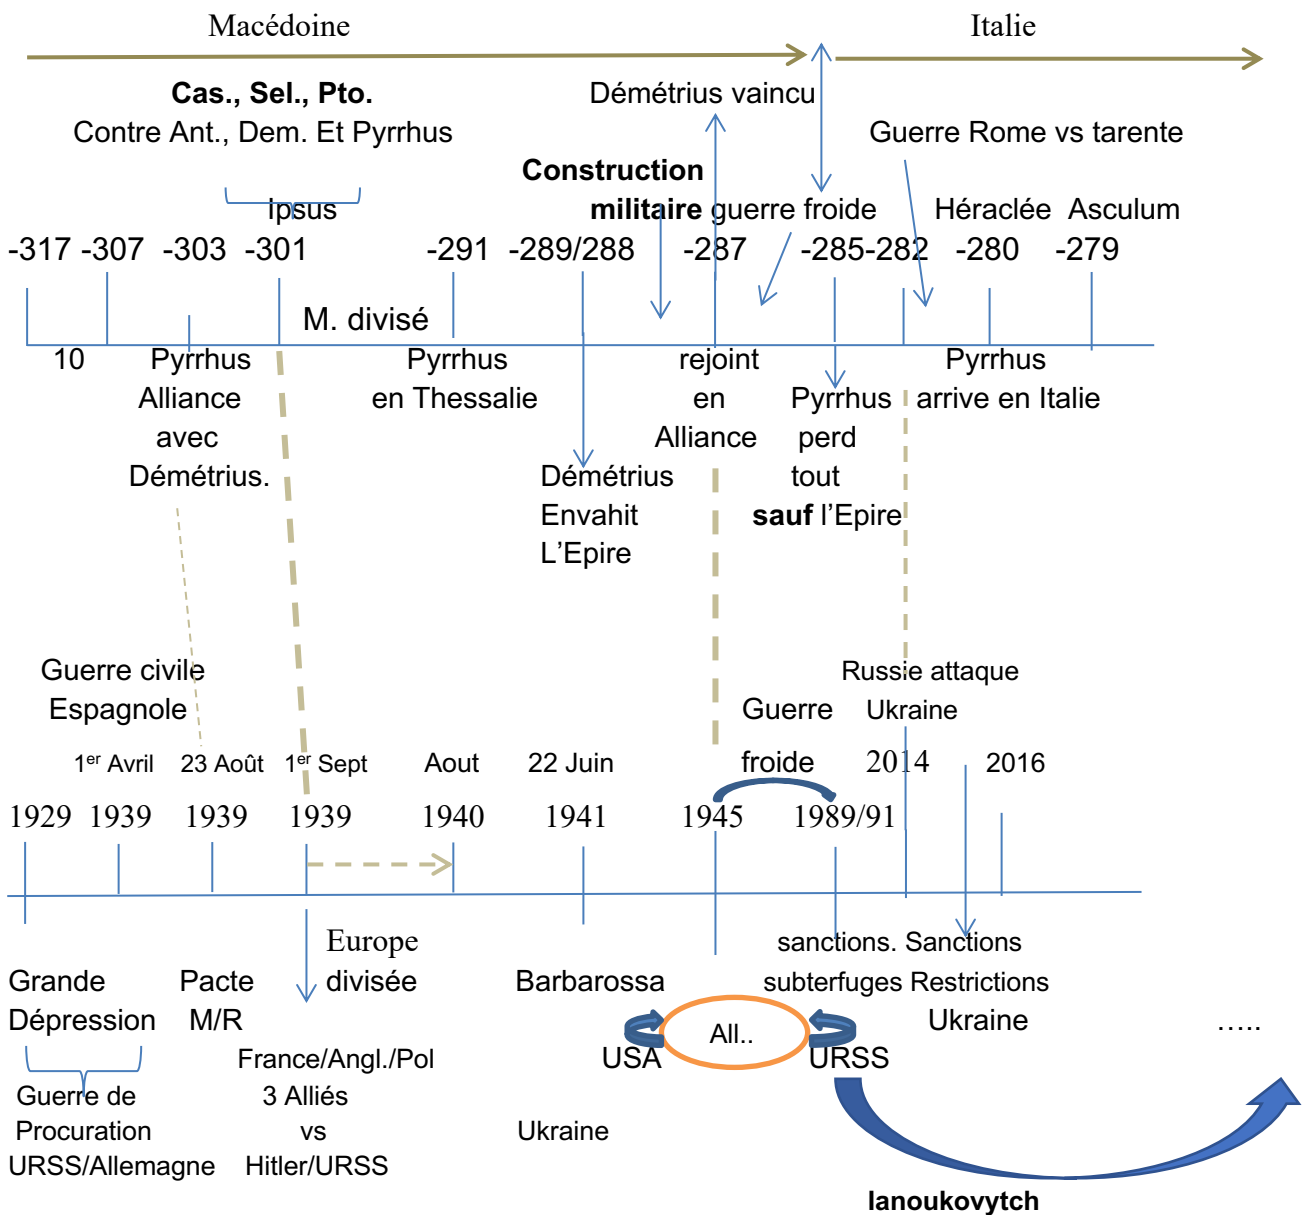 Macédoine Italie
Cas., Sel., Pto. Démétrius vaincu
Contre Ant., Dem. Et Pyrrhus Guerre Rome vs tarente
Construction
Ipsus militaire guerre froide Héraclée Asculum
-317 -307 -303 -301 -291 -289/288 -287 -285-282 -280 -279
M. divisé
10 Pyrrhus Pyrrhus rejoint Pyrrhus
Alliance en Thessalie en Pyrrhus arrive en Italie
avec Alliance perd
Démétrius. Démétrius tout
Envahit sauf l’Epire
L’Epire
Guerre civile Russie attaque
Espagnole Guerre Ukraine
1er Avril 23 Août 1er Sept Aout 22 Juin froide 2014 2016
1929 1939 1939 1939 1940 1941 1945 1989/91
Europe sanctions. Sanctions
Grande Pacte divisée Barbarossa subterfuges Restrictions
Dépression M/R All.. Ukraine …..
France/Angl./Pol USA URSS
Guerre de 3 Alliés
Procuration vs Ukraine
URSS/Allemagne Hitler/URSS
Ianoukovytch